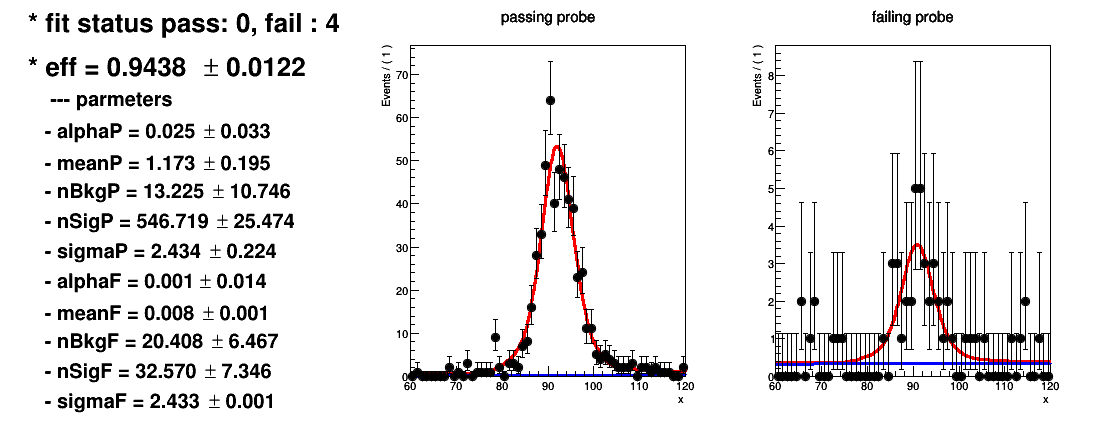 * fit status pass: 0, fail : 4
* eff = 0.9438 ± 0.0122
--- parmeters
- alphaP = 0.025 ± 0.033
- meanP = 1.173 ± 0.195
- nBkgP = 13.225 ± 10.746
- nSigP = 546.719 ± 25.474
- sigmaP = 2.434 ± 0.224
- alphaF = 0.001 ± 0.014
- meanF = 0.008 ± 0.001
- nBkgF = 20.408 ± 6.467
- nSigF = 32.570 ± 7.346
- sigmaF = 2.433 ± 0.001
passing probe
Events / ( 1 )
70
60
50
40
30
20
10
0
60 70 80 90 100 110 120
x
failing probe
Events / ( 1 )
8
7
6
5
4
3
2
1
0
60 70 80 90 100 110 120
x